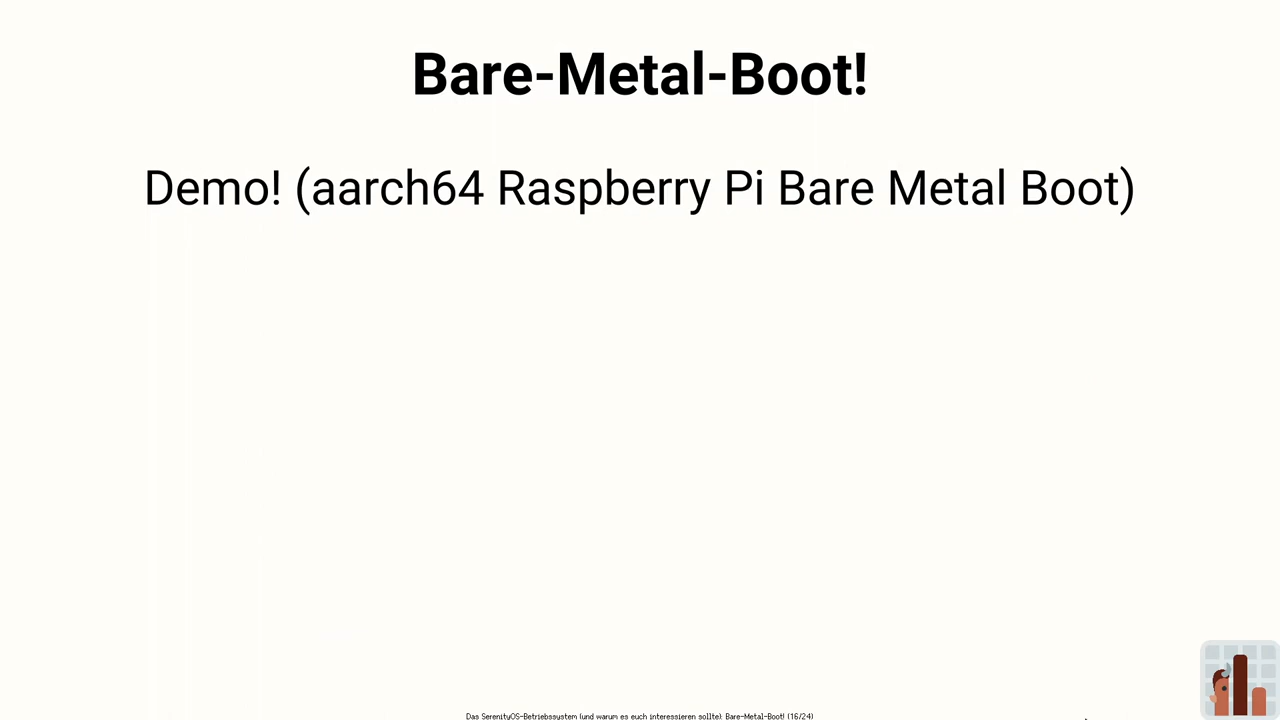 Bare-Metal-Boot!
Demo! (aarch64 Raspberry Pi Bare Metal Boot)
Das SerenityOS-Betriebssystem (und warum es euch interessieren sollte): Bare-Metal-Boot! (16/24)